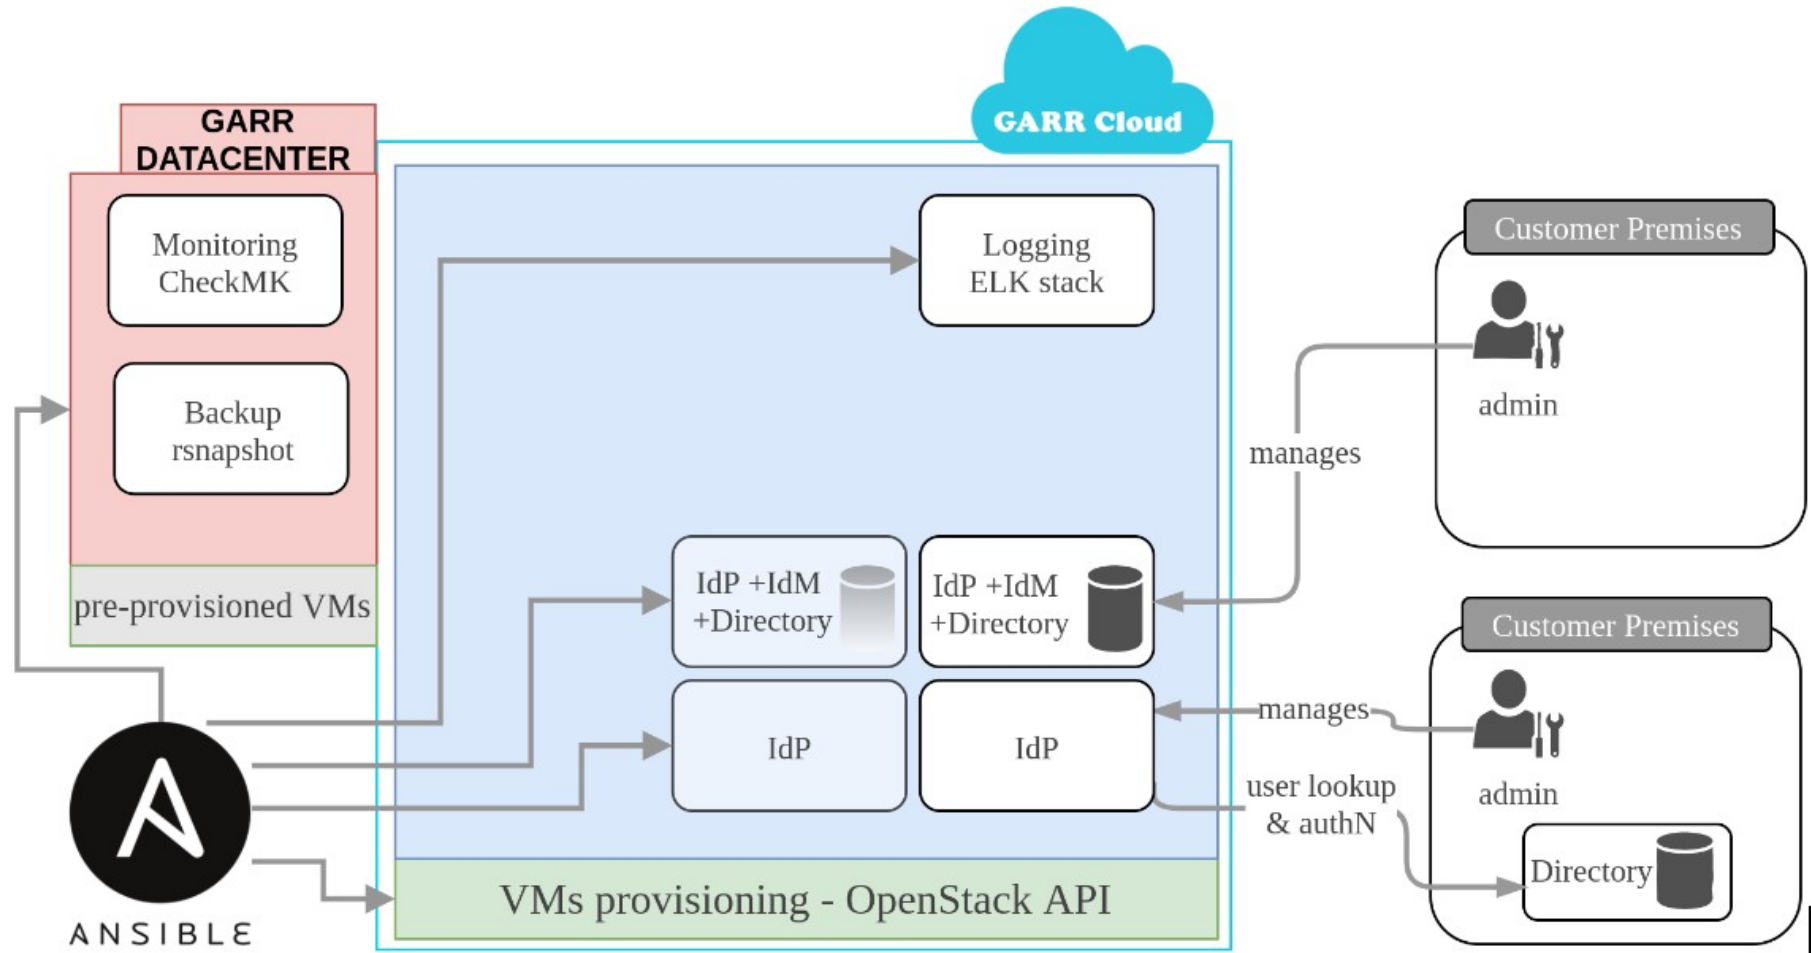 GARR Cloud
GARR
DATACENTER
Monitoring
CheckMK
Backup
rsnapshot
pre-provisioned VMs
Logging
ELK stack
IdP +IdM
+Directory
IdP +IdM
+Directory
IdP
IdP
VMs provisioning - OpenStack API
ANSIBLE
Customer Premises
admin
manages
Customer Premises
manages
admin
user lookup
& authN
Directory